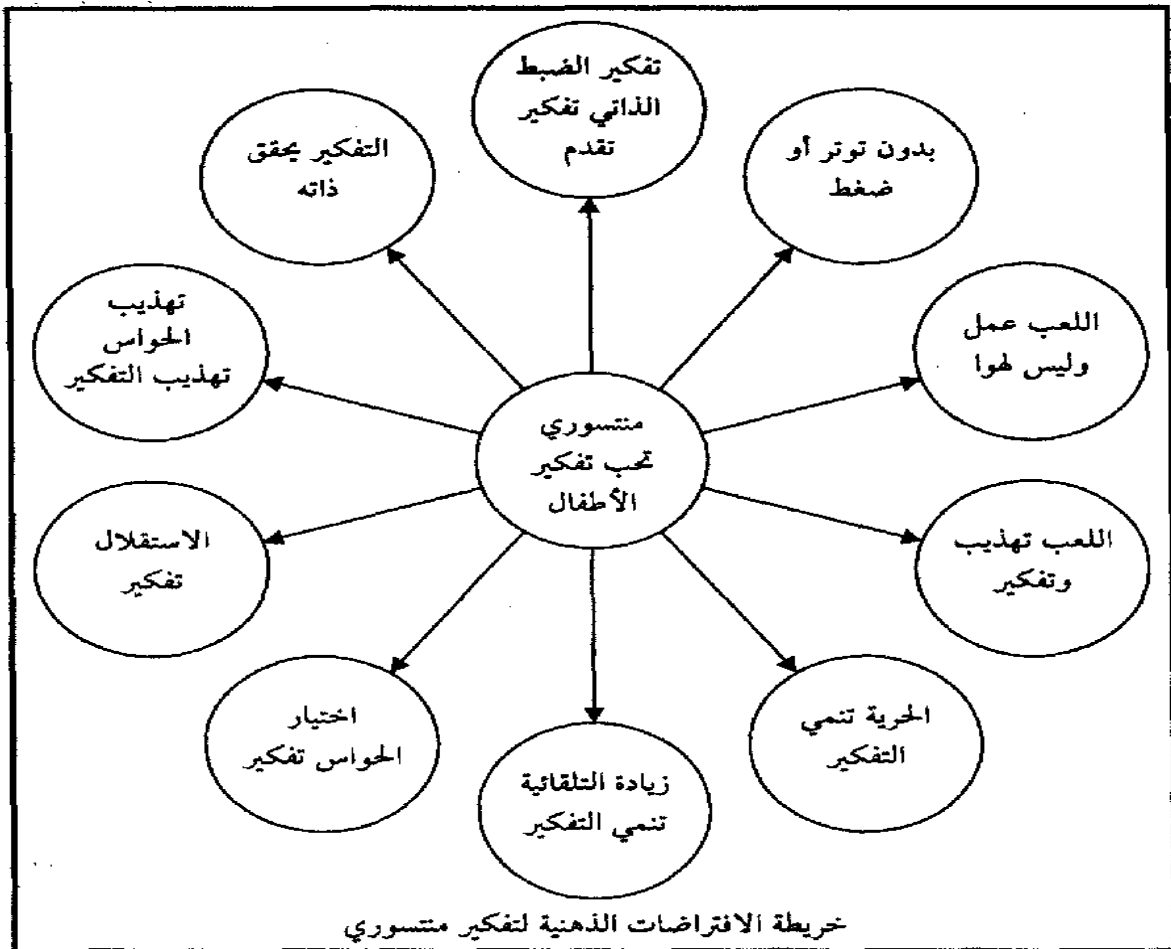 تفكير الضبط
الذاتي تفكير
تقدم
بدون توتر أو
ضغط
التفكير يحقق
ذاته
اللعب عمل
وليس لهوا
تهذيب
الحواس
تهذيب التفكير
منتسوري
تحب تفكير
الأطفال
اللعب تهذيب
وتفكير
الاستقلال
تفكير
الحرية تنمي
التفكير
اختيار
الحواس تفكير
زيادة التلقائية
تنمي التفكير
خريطة الافتراضات الذهنية لتفكير منتسوري